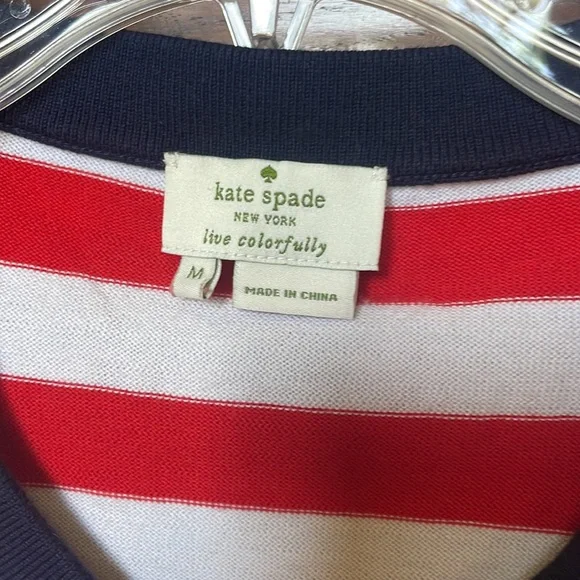 kate spade
NEW YORK
live colorfully
M
MADE IN CHINA